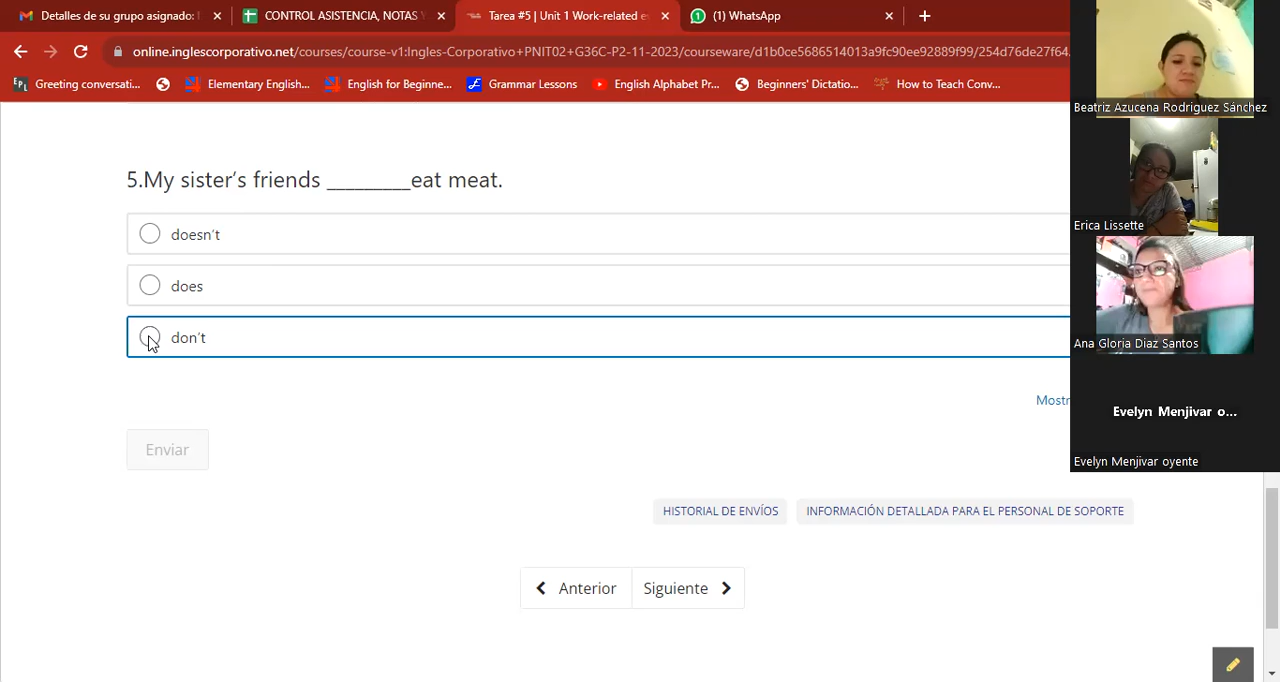 Detalles de su grupo asignado:
CONTROL ASISTENCIA, NOTAS Y
Tarea #5 | Unit 1 Work-related e
(1) WhatsApp
online.inglescorporativo.net/courses/course-v1:Ingles-Corporativo+PNIT02+G36C-P2-11-2023/courseware/d1b0ce5686514013a9fc90ee92889f99/254d76de27f64
Greeting conversati...
Elementary English...
English for Beginne...
Grammar Lessons
English Alphabet Pr...
Beginners' Dictatio...
How to Teach Conv...
5.My sister's friends _________eat meat.
doesn't
does
don't
Mostr
Enviar
HISTORIAL DE ENVÍOS
INFORMACIÓN DETALLADA PARA EL PERSONAL DE SOPORTE
Anterior
Siguiente
Beatriz Azucena Rodriguez Sánchez
Erica Lissette
Ana Gloria Diaz Santos
Evelyn Menjivar o...
Evelyn Menjivar oyente